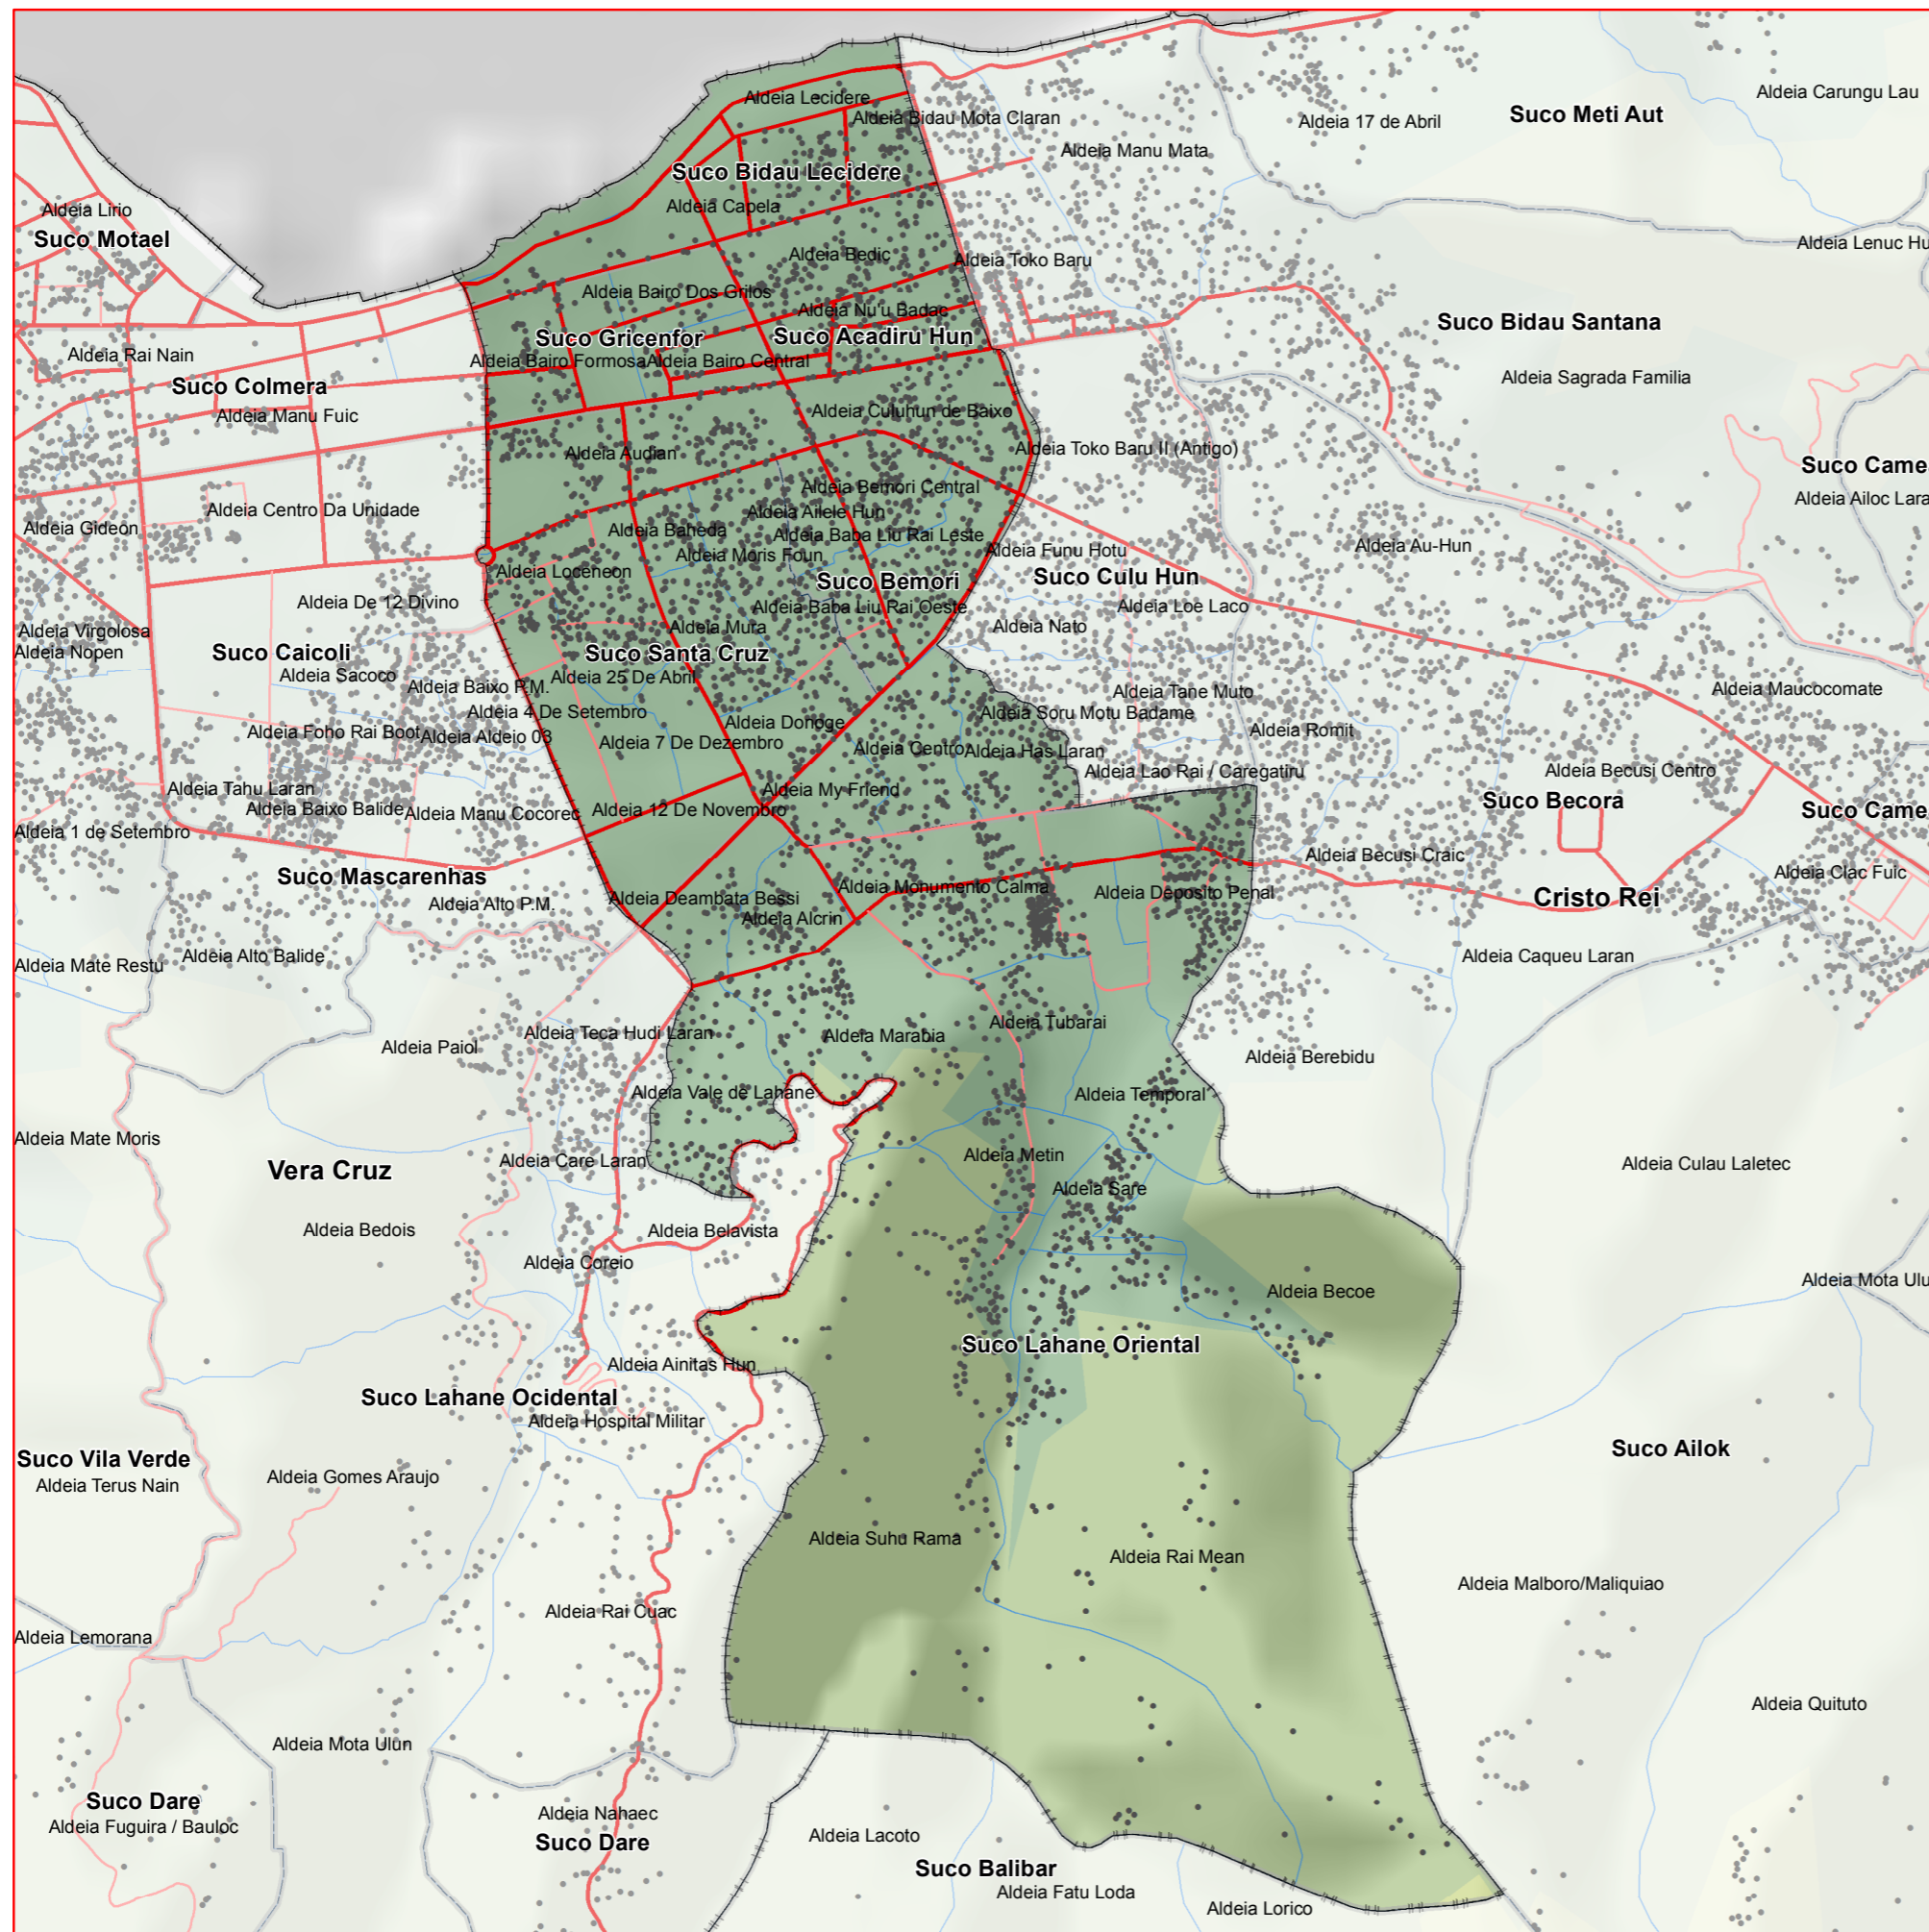 Aldeia Carungu Lau
Aldeia Lecidere
Suco Meti Aut
Aldeia Bidau Mota Claran
Aldeia 17 de Abril
Aldeia Manu Mata
Suco Bidau Lecidere
Aldeia Capela
Aldeia Lirio
Suco Motael
Aldeia Lenuc Hu
Aldeia Bedic
Aldeia Toko Baru
Aldeia Bairo Dos Grilos
Aldeia Nu'u Badac
Suco Bidau Santana
Suco Gricenfor
Suco Acadiru Hun
Aldeia Rai Nain
Aldeia Bairo Formosa
Aldeia Bairo Central
Aldeia Sagrada Familia
Suco Colmera
Aldeia Manu Fuic
Aldeia Culuhun de Baixo
Aldeia Toko Baru II (Antigo)
Aldeia Audian
Suco Came
Aldeia Bemori Central
Aldeia Ailoc Lara
Aldeia Centro Da Unidade
Aldeia Ailele Hun
Aldeia Gideon
Aldeia Baheda
Aldeia Baba Liu Rai Leste
Aldeia Au-Hun
Aldeia Moris Foun
Aldeia Funu Hotu
Aldeia Loceneon
Suco Bemori
Suco Culu Hun
Aldeia De 12 Divino
Aldeia Baba Liu Rai Oeste
Aldeia Loe Laco
Aldeia Virgolosa
Aldeia Mura
Aldeia Nato
Aldeia Nopen
Suco Caicoli
Suco Santa Cruz
Aldeia Sacoco
Aldeia 25 De Abril
Aldeia Baixo P.M.
Aldeia Tane Muto
Aldeia Maucocomate
Aldeia 4 De Setembro
Aldeia Soru Motu Badame
Aldeia Donoge
Aldeia Foho Rai Boot
Aldeia Aldeio 03
Aldeia 7 De Dezembro
Aldeia Centro
Aldeia Has Laran
Aldeia Romit
Aldeia Lao Rai / Caregatiru
Aldeia Becusi Centro
Aldeia Tahu Laran
Aldeia My Friend
Suco Becora
Aldeia Baixo Balide
Aldeia Manu Cocorec
Aldeia 12 De Novembro
Suco Came
Aldeia 1 de Setembro
Aldeia Becusi Craic
Suco Mascarenhas
Aldeia Clac Fuic
Aldeia Monumento Calma
Aldeia Deposito Penal
Aldeia Deambata Bessi
Cristo Rei
Aldeia Alto P.M.
Aldeia Alcrin
Aldeia Alto Balide
Aldeia Caqueu Laran
Aldeia Mate Restu
Aldeia Tubarai
Aldeia Teca Hudi Laran
Aldeia Marabia
Aldeia Paiol
Aldeia Berebidu
Aldeia Vale de Lahane
Aldeia Temporal
Aldeia Mate Moris
Aldeia Metin
Aldeia Care Laran
Aldeia Culau Laletec
Vera Cruz
Aldeia Sare
Aldeia Bedois
Aldeia Belavista
Aldeia Coreio
Aldeia Mota Ulu
Aldeia Becoe
Suco Lahane Oriental
Aldeia Ainitas Hun
Suco Lahane Ocidental
Aldeia Hospital Militar
Suco Ailok
Suco Vila Verde
Aldeia Gomes Araujo
Aldeia Terus Nain
Aldeia Suhu Rama
Aldeia Rai Mean
Aldeia Malboro/Maliquiao
Aldeia Rai Cuac
Aldeia Lemorana
Aldeia Quituto
Aldeia Mota Ulun
Suco Dare
Aldeia Nahaec
Aldeia Fuguira / Bauloc
Aldeia Lacoto
Suco Dare
Suco Balibar
Aldeia Fatu Loda
Aldeia Lorico